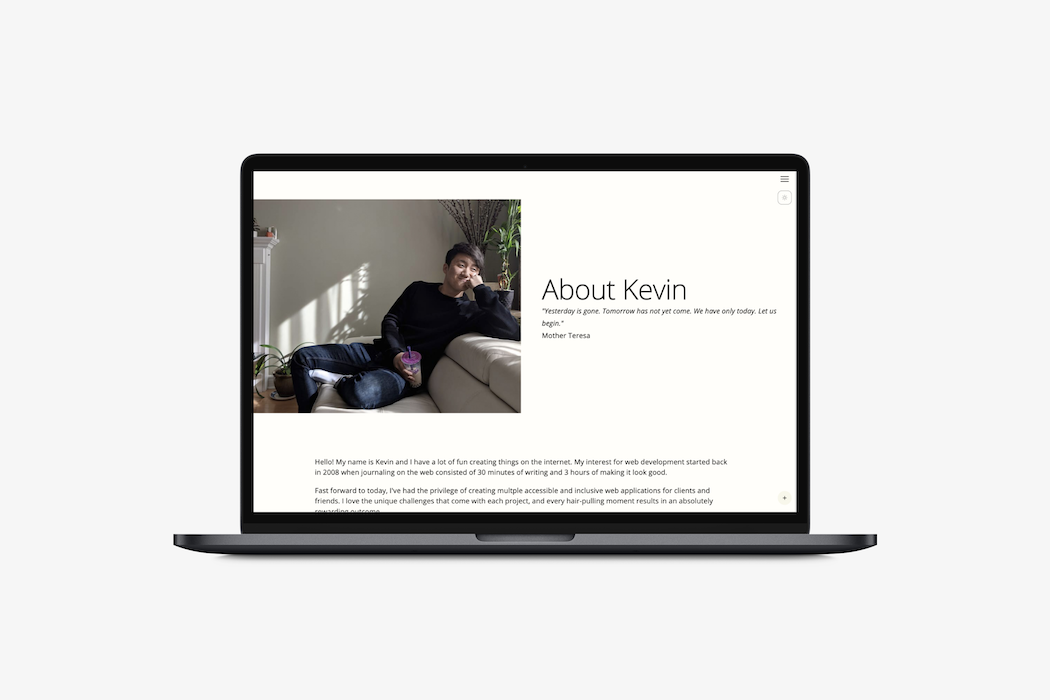 About Kevin
"Yesterday is gone. Tomorrow has not yet come. We have only today. Let us
begin."
Mother Teresa
Hello! My name is Kevin and I have a lot of fun creating things on the internet. My interest for web development started back
in 2008 when journaling on the web consisted of 30 minutes of writing and 3 hours of making it look good.
Fast forward to today, I've had the privilege of creating multple accessible and inclusive web applications for clients and
friends. I love the unique challenges that come with each project, and every hair-pulling moment results in an absolutely
rewarding outcome.